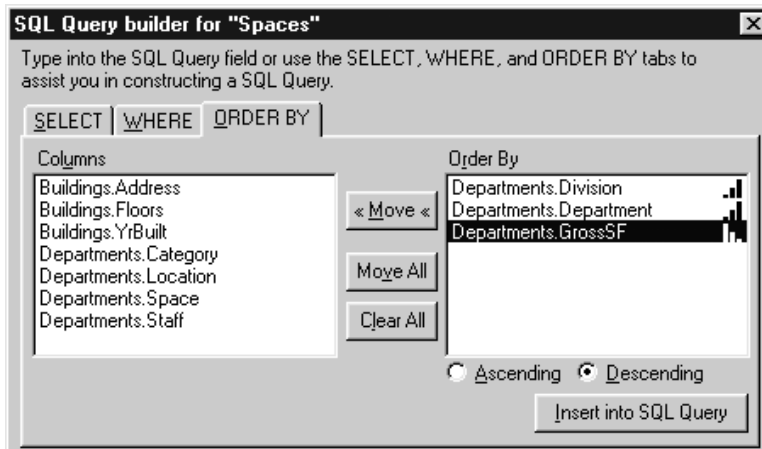 SQL Query builder for "Spaces"
Type into the SQL Query field or use the SELECT, WHERE, and ORDER BY tabs to
assist you in constructing a SQL Query.
SELECT WHERE ORDER BY
Columns
Buildings.Address
Buildings.Floors
Buildings.YrBuilt
Departments.Category
Departments.Location
Departments.Space
Departments.Staff
« Move «
Move All
Clear All
Order By
Departments.Division
Departments.Department
Departments.GrossSF
Ascending Descending
Insert into SQL Query